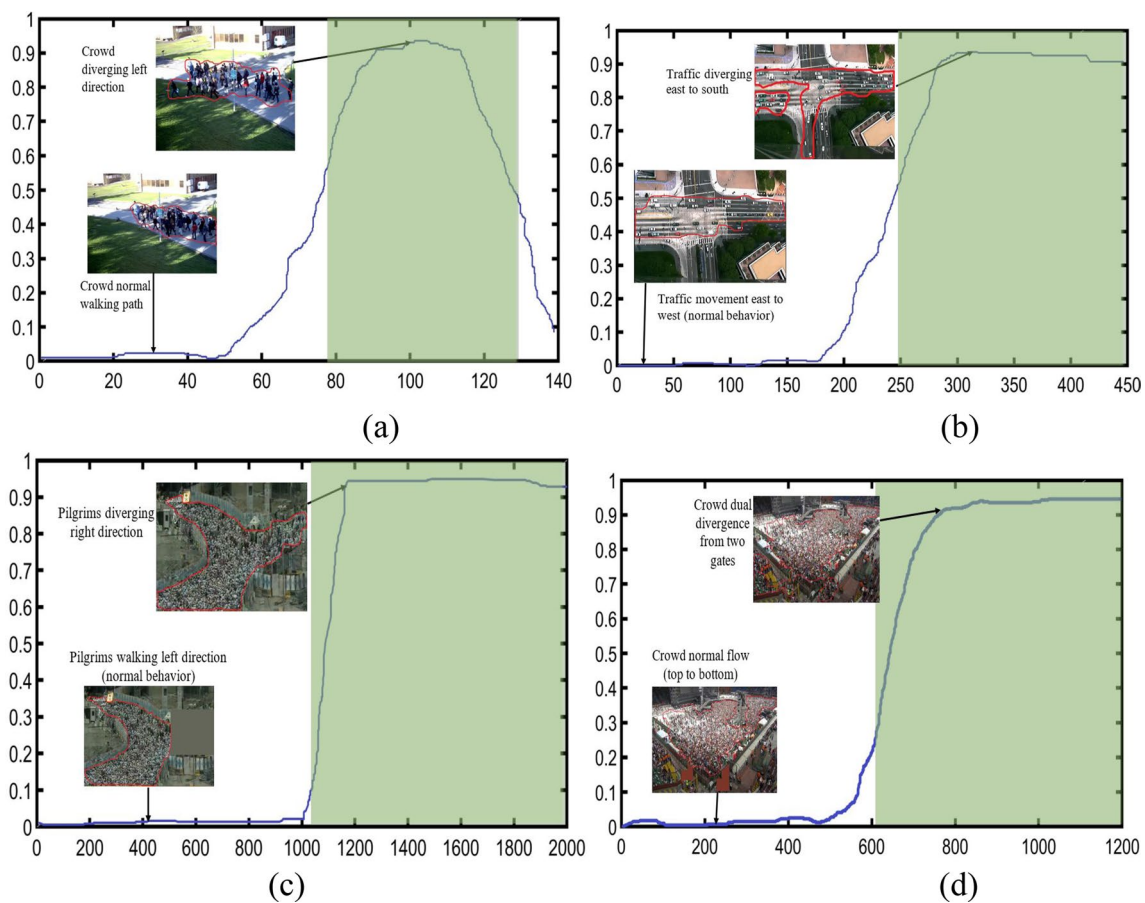 1
0.9
0.8
0.7
0.6
0.5
0.4
0.3
0.2
0.1
0
Crowd
diverging left
direction
Crowd normal
walking path
0 20 40 60 80 100 120 140
(a)
1
0.9
0.8
0.7
0.6
0.5
0.4
0.3
0.2
0.1
0
Traffic diverging
east to south
Traffic movement east to
west (normal behavior)
0 50 100 150 200 250 300 350 400 450
(b)
1
0.9
0.8
0.7
0.6
0.5
0.4
0.3
0.2
0.1
0
Pilgrims diverging
right direction
Pilgrims walking left direction
(normal behavior)
0 200 400 600 800 1000 1200 1400 1600 1800 2000
(c)
1
0.9
0.8
0.7
0.6
0.5
0.4
0.3
0.2
0.1
0
Crowd dual
divergence
from two
gates
Crowd normal flow
(top to bottom)
0 200 400 600 800 1000 1200
(d)